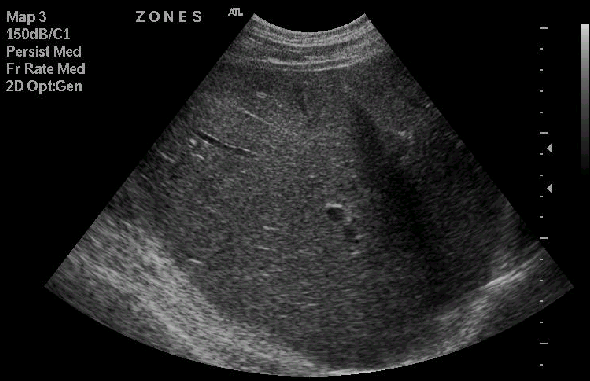 Map 3
150dB/C1
Persist Med
Fr Rate Med
2D Opt:Gen
ZONES
ATL